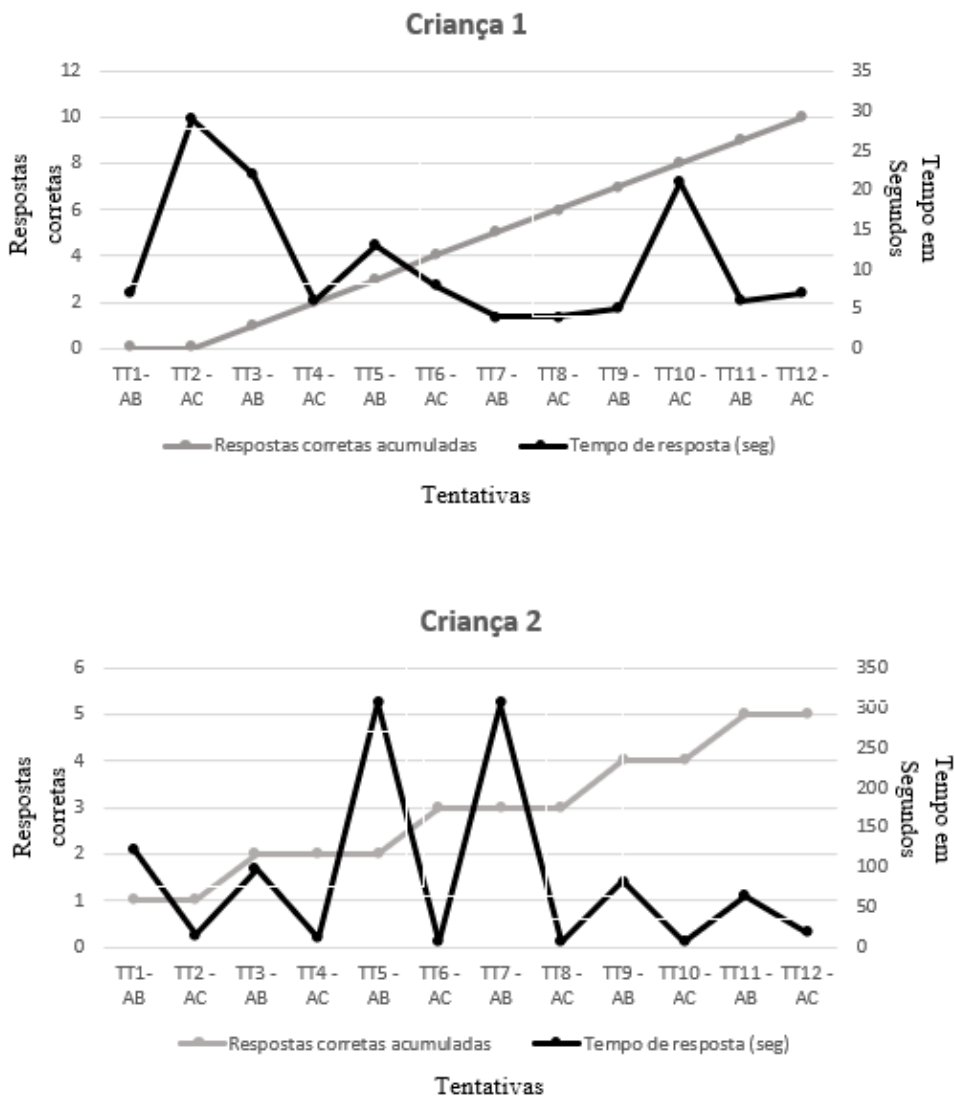 Criança 1
12
10
8
6
4
2
0
Respostas
corretas
35
30
25
20
15
10
5
0
Tempo em
Segundos
TT1- TT2 - TT3 - TT4 - TT5 - TT6 - TT7 - TT8 - TT9 - TT10 - TT11 - TT12 -
AB AC AB AC AB AC AB AC AB AC AB AC
Respostas corretas acumuladas Tempo de resposta (seg)
Tentativas
Criança 2
6
5
4
3
2
1
0
Respostas
corretas
350
300
250
200
150
100
50
0
Tempo em
Segundos
TT1- TT2 - TT3 - TT4 - TT5 - TT6 - TT7 - TT8 - TT9 - TT10 - TT11 - TT12 -
AB AC AB AC AB AC AB AC AB AC AB AC
Respostas corretas acumuladas Tempo de resposta (seg)
Tentativas